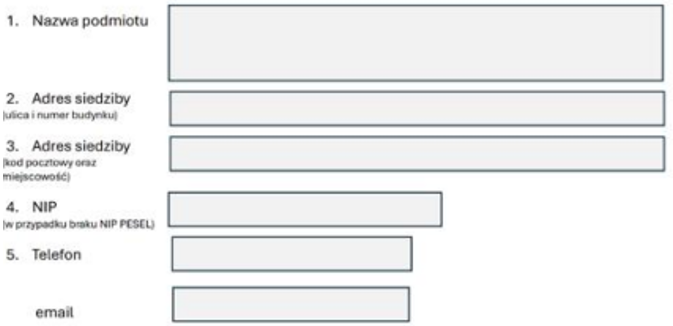 1. Nazwa podmiotu
2. Adres siedziby
(ulica i numer budynku)
3. Adres siedziby
(kod pocztowy oraz
miejscowość)
4. NIP
(w przypadku braku NIP PESEL)
5. Telefon
email